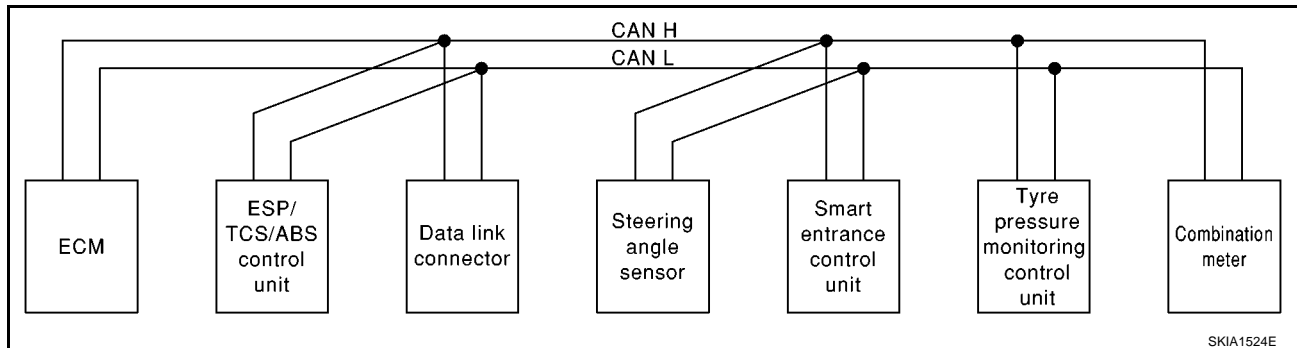 CAN H
CAN L
ECM
ESP/
TCS/ABS
control
unit
Data link
connector
Steering
angle
sensor
Smart
entrance
control
unit
Tyre
pressure
monitoring
control
unit
Combination
meter
SKIA1524E